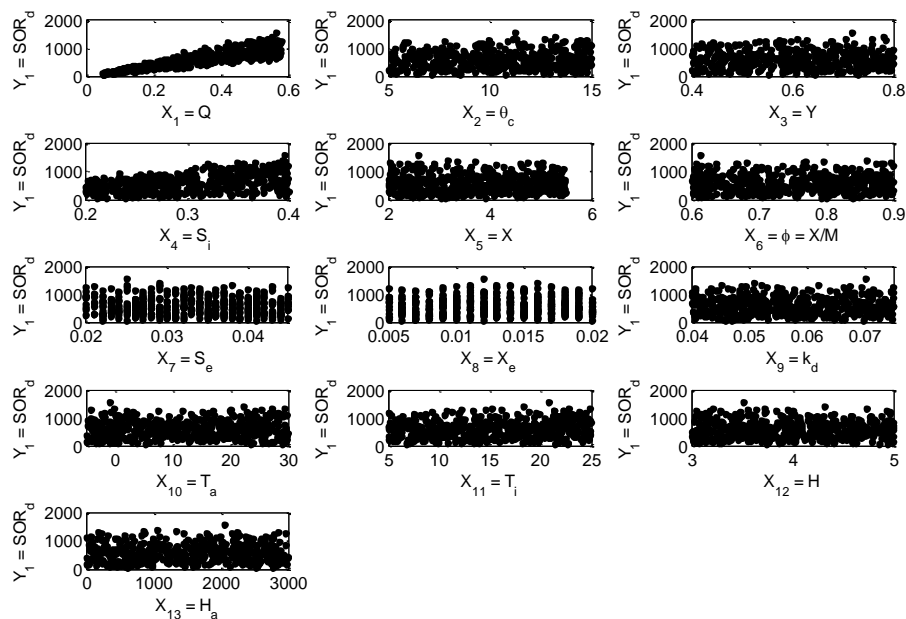 2000
1000
0
0 0.2 0.4 0.6
Y1 = SORd
X1 = Q
2000
1000
0
5 10 15
Y1 = SORd
X2 = θc
2000
1000
0
0.4 0.6 0.8
Y1 = SORd
X3 = Y
2000
1000
0
0.2 0.3 0.4
Y1 = SORd
X4 = Si
2000
1000
0
2 4 6
Y1 = SORd
X5 = X
2000
1000
0
0.6 0.7 0.8 0.9
Y1 = SORd
X6 = ϕ = X/M
2000
1000
0
0.02 0.03 0.04
Y1 = SORd
X7 = Se
2000
1000
0
0.005 0.01 0.015 0.02
Y1 = SORd
X8 = Xe
2000
1000
0
0.04 0.05 0.06 0.07
Y1 = SORd
X9 = kd
2000
1000
0
0 10 20 30
Y1 = SORd
X10 = Ta
2000
1000
0
5 10 15 20 25
Y1 = SORd
X11 = Ti
2000
1000
0
3 4 5
Y1 = SORd
X12 = H
2000
1000
0
0 1000 2000 3000
Y1 = SORd
X13 = Ha